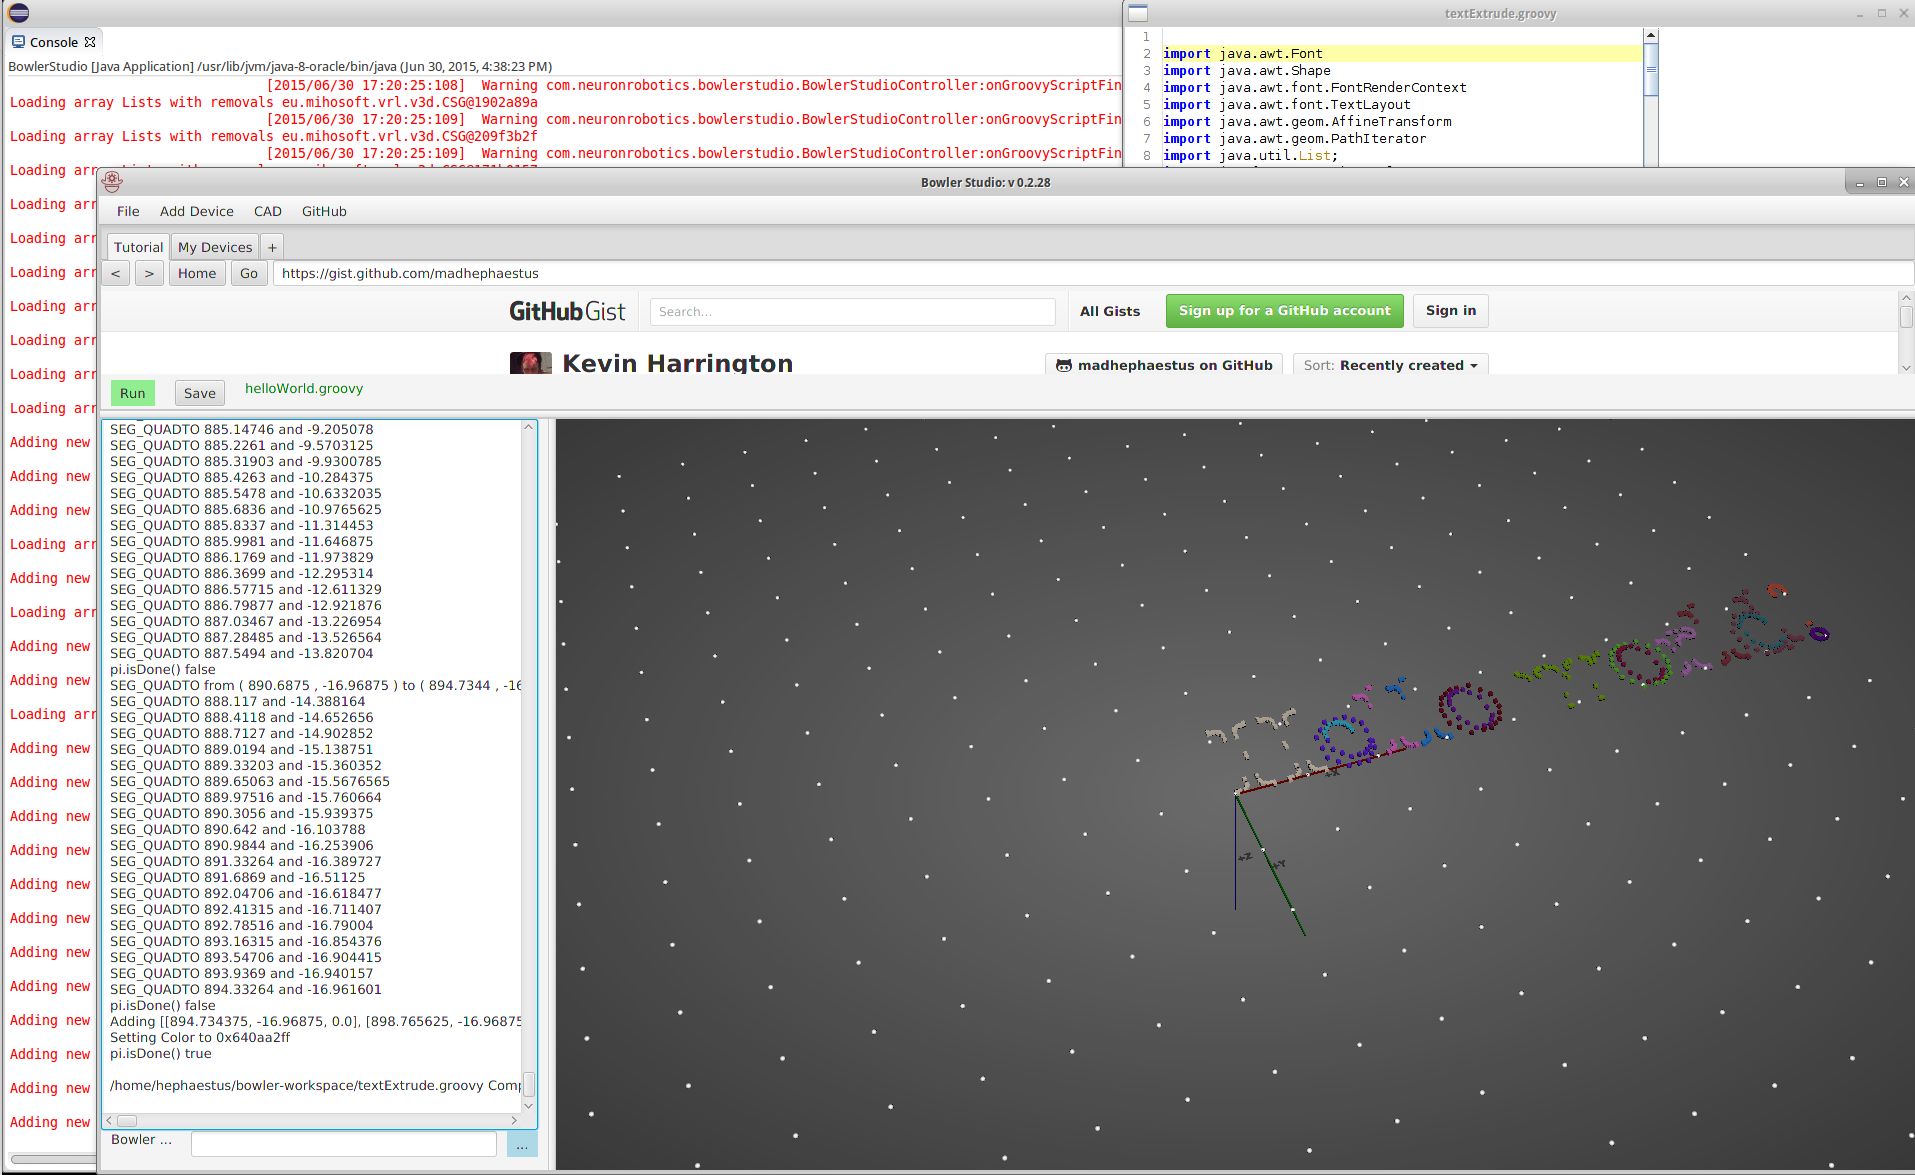 Console
BowlerStudio [Java Application] /usr/lib/jvm/java-8-oracle/bin/java (Jun 30, 2015, 4:38:23 PM)
[2015/06/30 17:20:25:108]  Warning com.neuronrobotics.bowlerstudio.BowlerStudioController:onGroovyScriptFin
Loading array Lists with removals eu.mihosoft.vrl.v3d.CSG@1902a89a
[2015/06/30 17:20:25:109]  Warning com.neuronrobotics.bowlerstudio.BowlerStudioController:onGroovyScriptFin
Loading array Lists with removals eu.mihosoft.vrl.v3d.CSG@209f3b2f
[2015/06/30 17:20:25:109]  Warning com.neuronrobotics.bowlerstudio.BowlerStudioController:onGroovyScriptFin
Loading arr
Loading arr
Loading arr
Loading arr
Loading arr
Loading arr
Loading arr
Loading arr
Adding new
Adding new
Adding new
Loading arr
Adding new
Loading arr
Adding new
Adding new
Loading arr
Adding new
Adding new
Adding new
Adding new
Adding new
Adding new
Adding new
Adding new
Adding new
Adding new
Adding new
Adding new
textExtrude.groovy
1
2 import java.awt.Font
3 import java.awt.Shape
4 import java.awt.font.FontRenderContext
5 import java.awt.font.TextLayout
6 import java.awt.geom.AffineTransform
7 import java.awt.geom.PathIterator
8 import java.util.List;
Bowler Studio: v 0.2.28
File Add Device CAD GitHub
Tutorial My Devices +
< > Home Go https://gist.github.com/madhephaestus
GitHub Gist Search... All Gists Sign up for a GitHub account Sign in
Kevin Harrington madhephaestus on GitHub Sort: Recently created
Run Save helloWorld.groovy
SEG_QUADTO 885.14746 and -9.205078
SEG_QUADTO 885.2261 and -9.5703125
SEG_QUADTO 885.31903 and -9.9300785
SEG_QUADTO 885.4263 and -10.284375
SEG_QUADTO 885.5478 and -10.6332035
SEG_QUADTO 885.6836 and -10.9765625
SEG_QUADTO 885.8337 and -11.314453
SEG_QUADTO 885.9981 and -11.646875
SEG_QUADTO 886.1769 and -11.973829
SEG_QUADTO 886.3699 and -12.295314
SEG_QUADTO 886.57715 and -12.611329
SEG_QUADTO 886.79877 and -12.921876
SEG_QUADTO 887.03467 and -13.226954
SEG_QUADTO 887.28485 and -13.526564
SEG_QUADTO 887.5494 and -13.820704
pi.isDone() false
SEG_QUADTO from ( 890.6875 , -16.96875 ) to ( 894.7344 , -16
SEG_QUADTO 888.117 and -14.388164
SEG_QUADTO 888.4118 and -14.652656
SEG_QUADTO 888.7127 and -14.902852
SEG_QUADTO 889.0194 and -15.138751
SEG_QUADTO 889.33203 and -15.360352
SEG_QUADTO 889.65063 and -15.5676565
SEG_QUADTO 889.97516 and -15.760664
SEG_QUADTO 890.3056 and -15.939375
SEG_QUADTO 890.642 and -16.103788
SEG_QUADTO 890.9844 and -16.253906
SEG_QUADTO 891.33264 and -16.389727
SEG_QUADTO 891.6869 and -16.51125
SEG_QUADTO 892.04706 and -16.618477
SEG_QUADTO 892.41315 and -16.711407
SEG_QUADTO 892.78516 and -16.79004
SEG_QUADTO 893.16315 and -16.854376
SEG_QUADTO 893.54706 and -16.904415
SEG_QUADTO 893.9369 and -16.940157
SEG_QUADTO 894.33264 and -16.961601
pi.isDone() false
Adding [[894.734375, -16.96875, 0.0], [898.765625, -16.96875
Setting Color to 0x640aa2ff
pi.isDone() true
/home/hephaestus/bowler-workspace/textExtrude.groovy Comp
Bowler ... ...
+X
+Z +Y